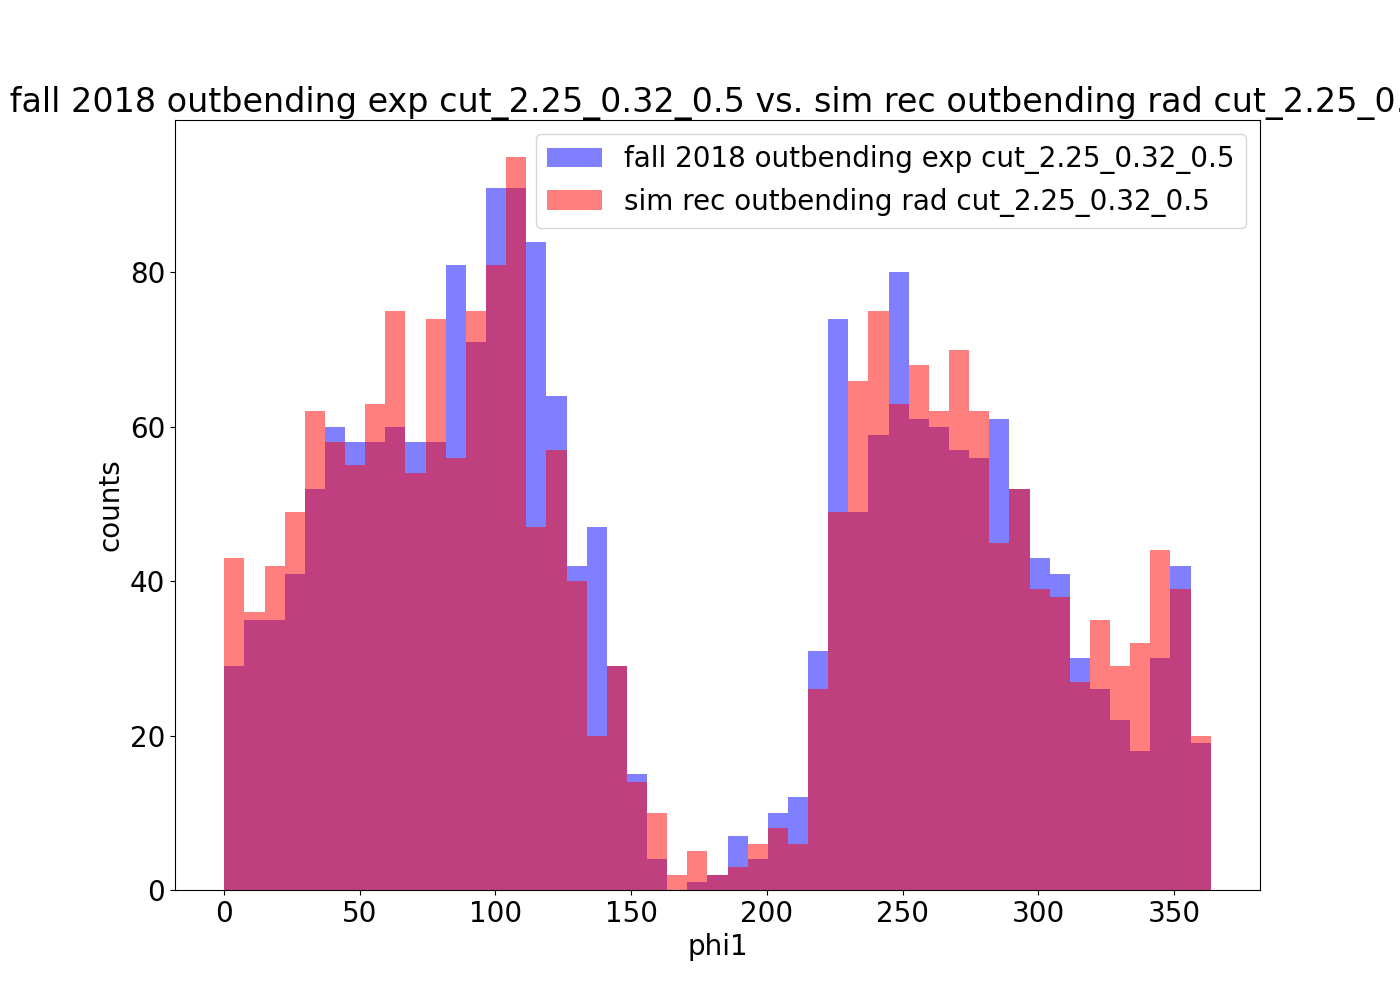 fall 2018 outbending exp cut_2.25_0.32_0.5 vs. sim rec outbending rad cut_2.25_0.
fall 2018 outbending exp cut_2.25_0.32_0.5
sim rec outbending rad cut_2.25_0.32_0.5
80
60
40
20
0
counts
0 50 100 150 200 250 300 350
phi1